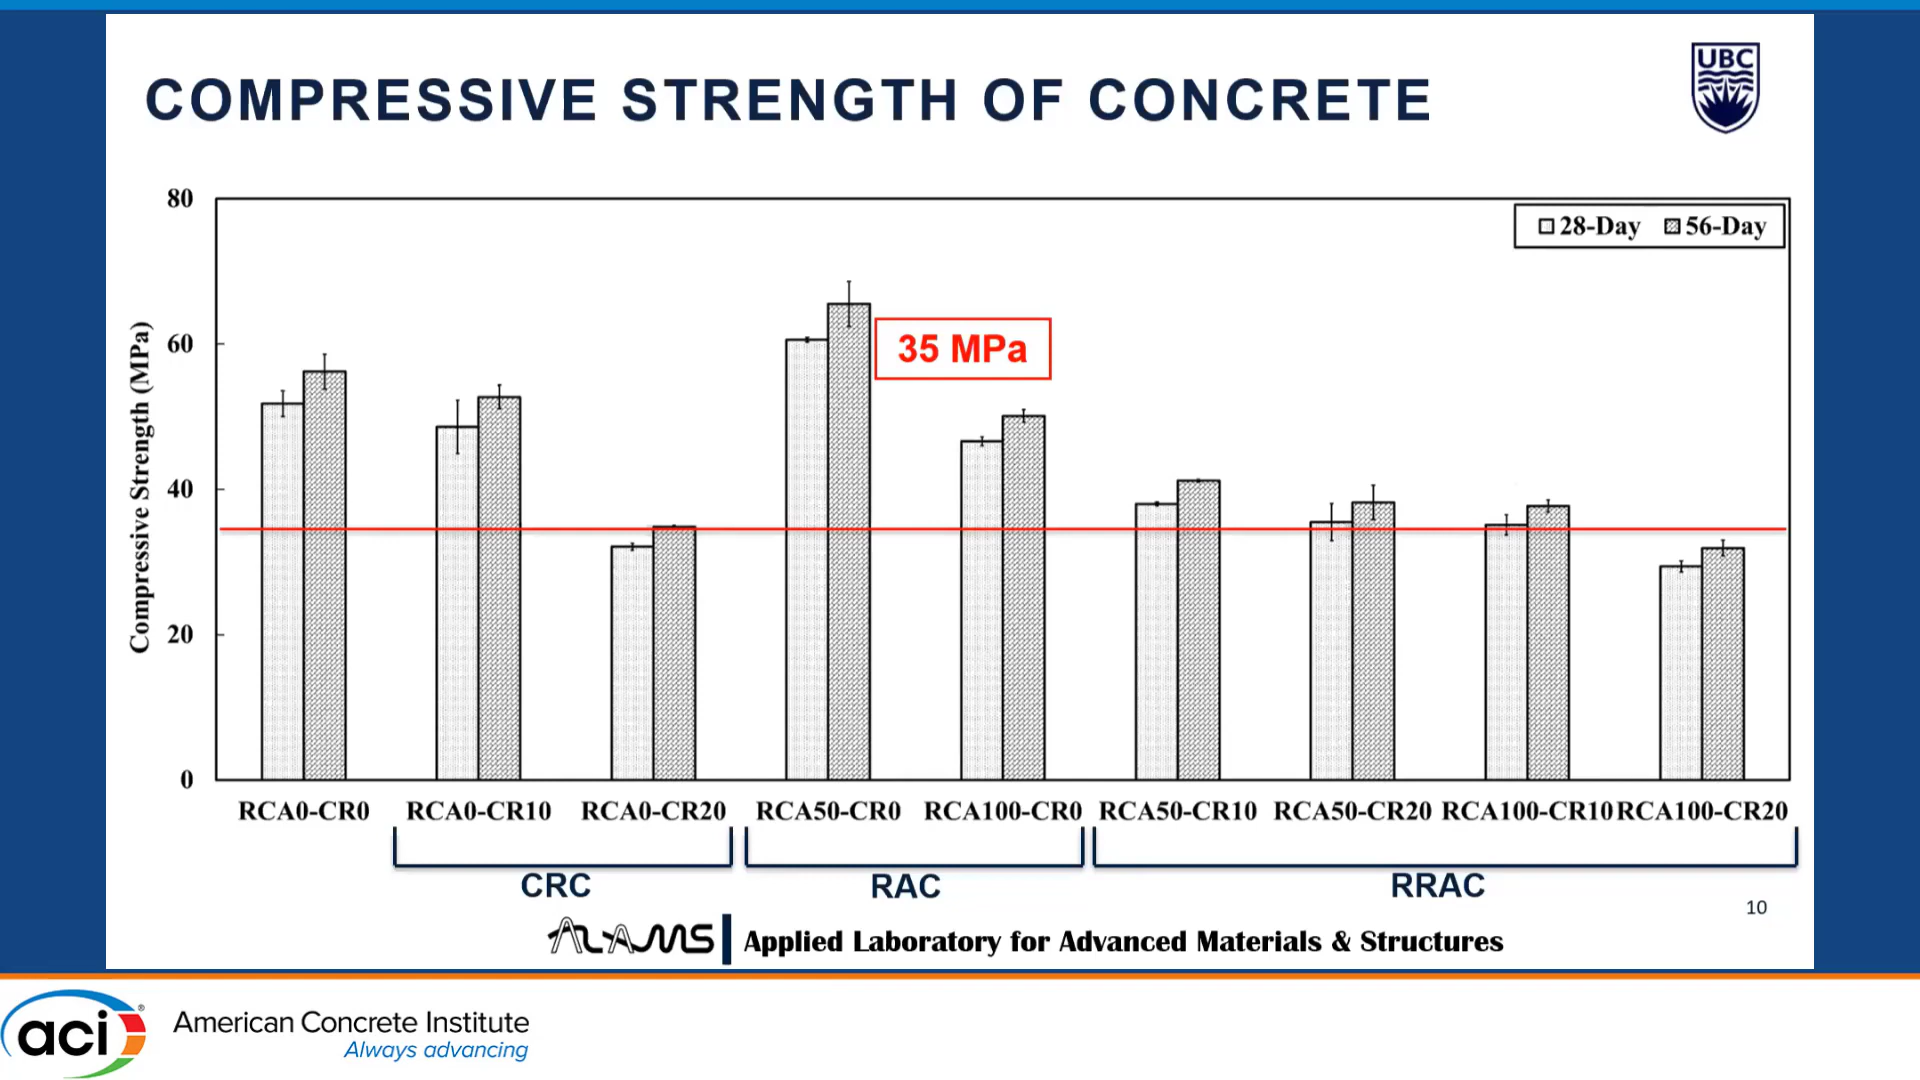 COMPRESSIVE STRENGTH OF CONCRETE
UBC
80
60
40
20
0
Compressive Strength (MPa)
28-Day 56-Day
35 MPa
RCA0-CR0 RCA0-CR10 RCA0-CR20 RCA50-CR0 RCA100-CR0 RCA50-CR10 RCA50-CR20 RCA100-CR10 RCA100-CR20
CRC RAC RRAC
10
ALAMS Applied Laboratory for Advanced Materials & Structures
aci® American Concrete Institute
Always advancing